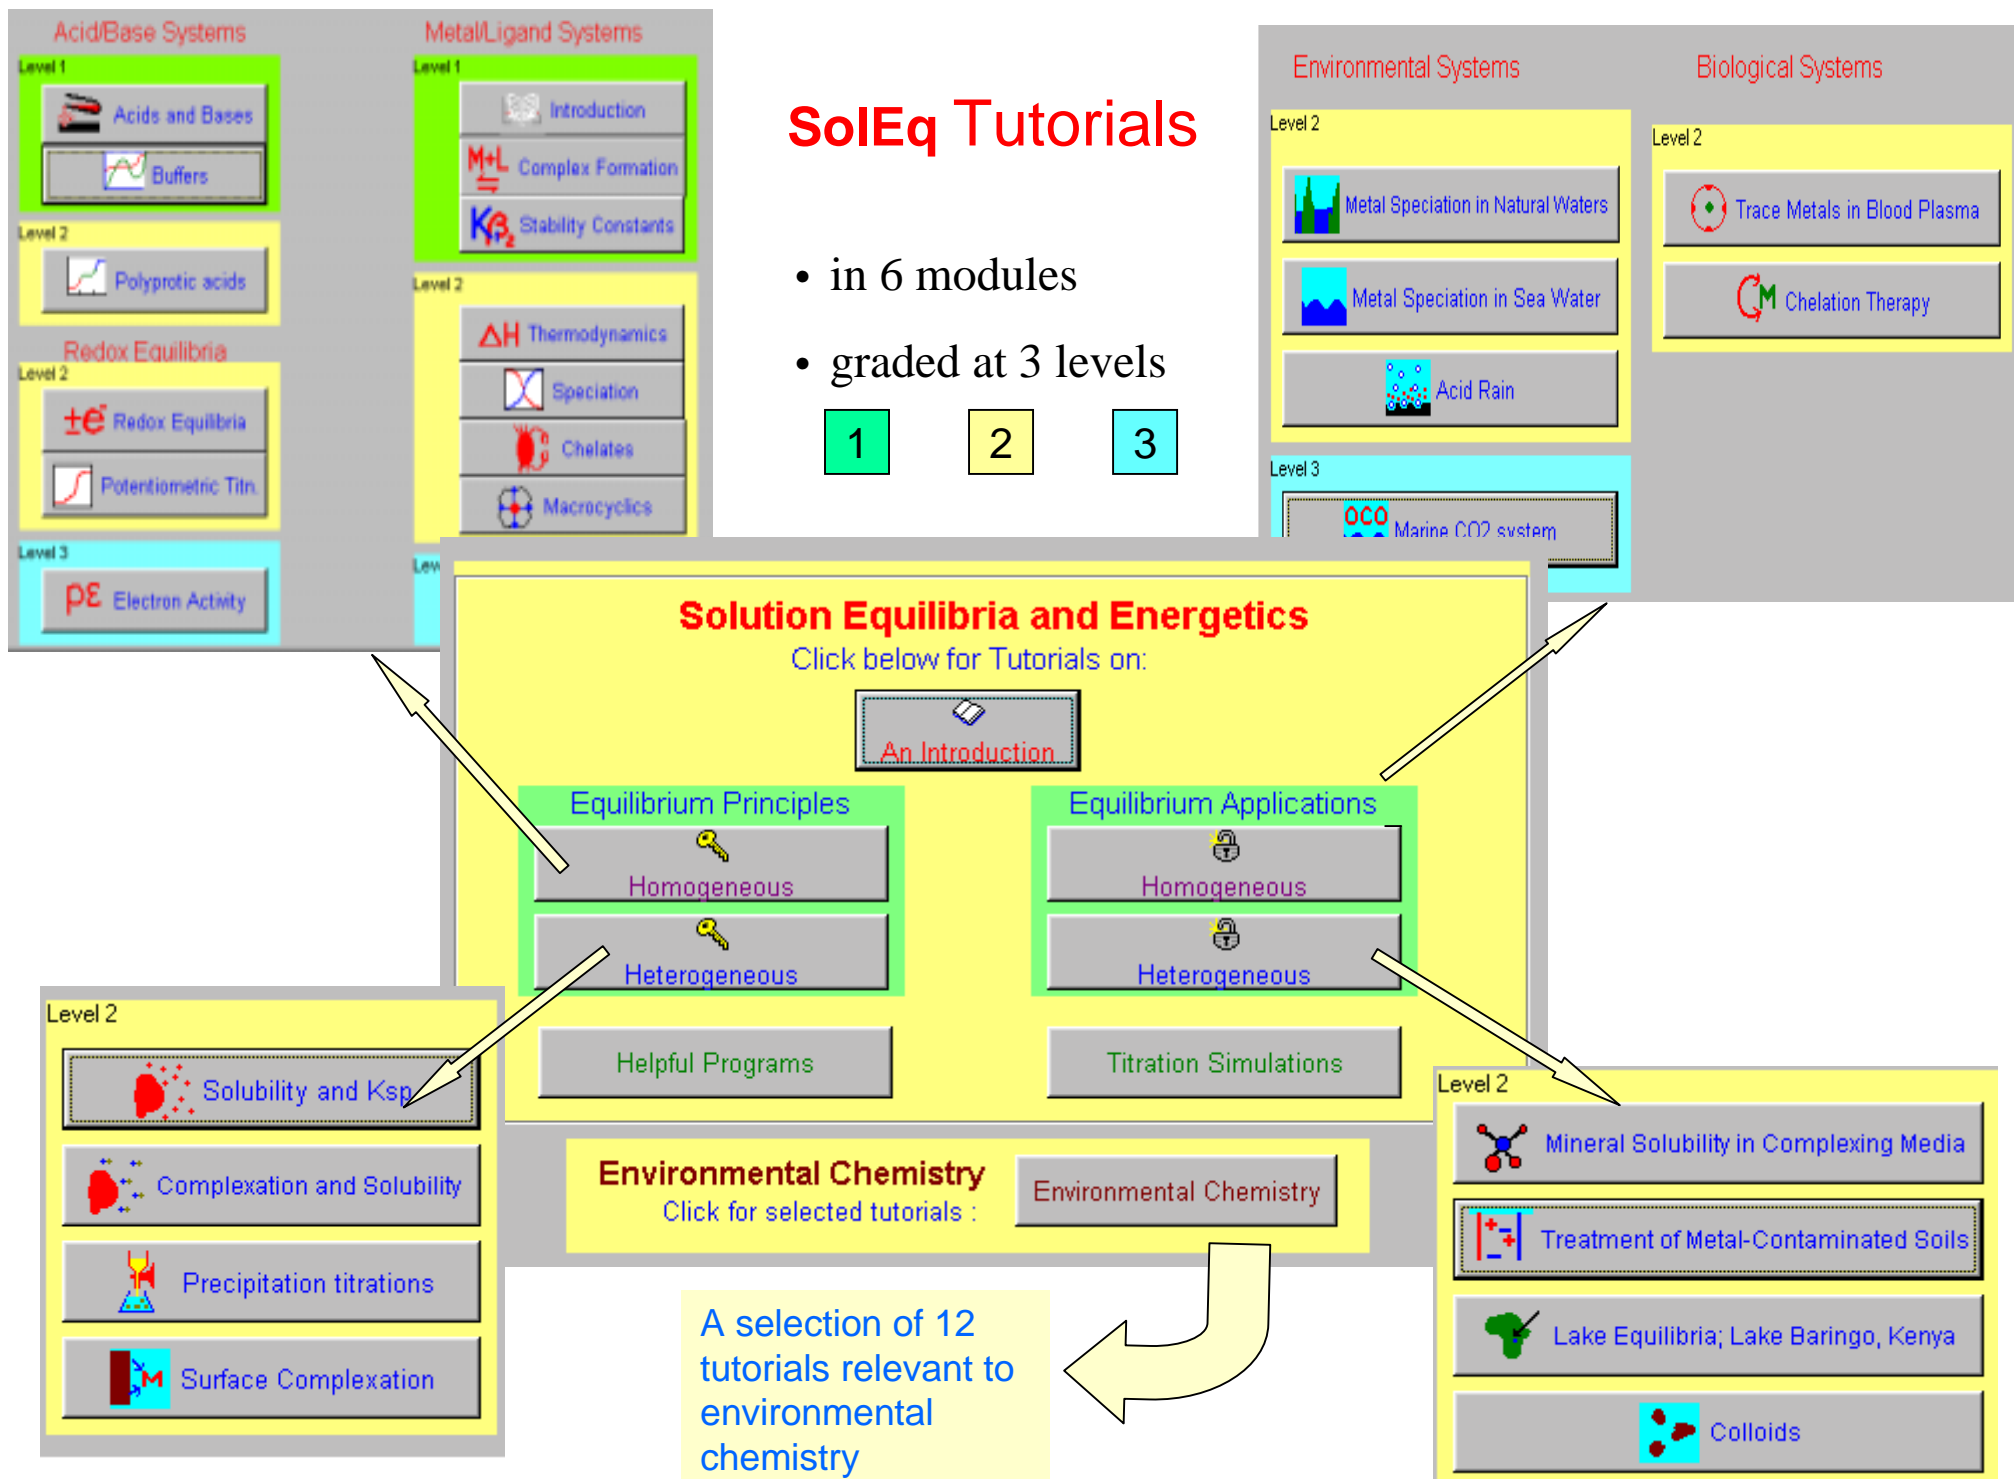 Acid/Base Systems
Level 1
Acids and Bases
Buffers
Level 2
Polyprotic acids
Redox Equilibria
Level 2
±e⁻ Redox Equilibria
Potentiometric Titn.
Level 3
pε Electron Activity
Metal/Ligand Systems
Level 1
Introduction
M+L Complex Formation
Kβ₂ Stability Constants
Level 2
ΔH Thermodynamics
Speciation
Chelates
Macrocyclics
SolEq Tutorials
• in 6 modules
• graded at 3 levels
1 2 3
Environmental Systems
Level 2
Metal Speciation in Natural Waters
Metal Speciation in Sea Water
Acid Rain
Level 3
OCO Marine CO2 system
Biological Systems
Level 2
Trace Metals in Blood Plasma
CM Chelation Therapy
Solution Equilibria and Energetics
Click below for Tutorials on:
An Introduction
Equilibrium Principles
Homogeneous
Heterogeneous
Equilibrium Applications
Homogeneous
Heterogeneous
Helpful Programs
Titration Simulations
Environmental Chemistry
Click for selected tutorials :
Environmental Chemistry
Level 2
Solubility and Ksp
Complexation and Solubility
Precipitation titrations
M Surface Complexation
A selection of 12
tutorials relevant to
environmental
chemistry
Level 2
Mineral Solubility in Complexing Media
Treatment of Metal-Contaminated Soils
Lake Equilibria; Lake Baringo, Kenya
Colloids